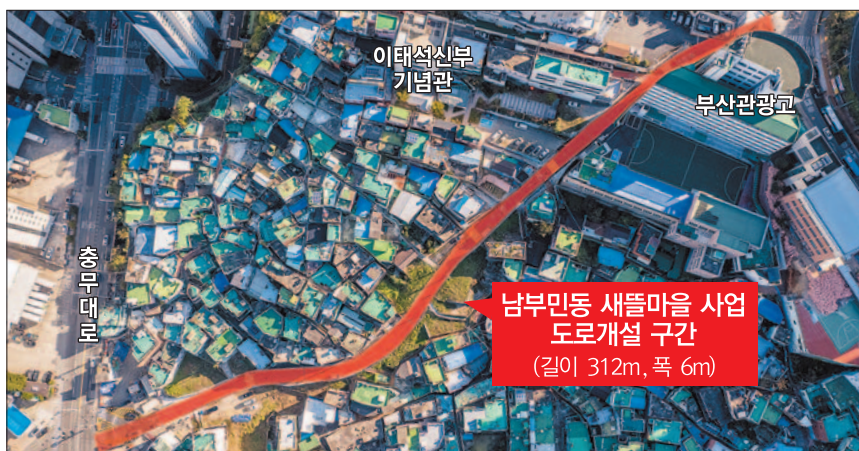 이태석신부
기념관
부산관광고
충무대로
남부민동 새뜰마을 사업
도로개설 구간
(길이 312m, 폭 6m)